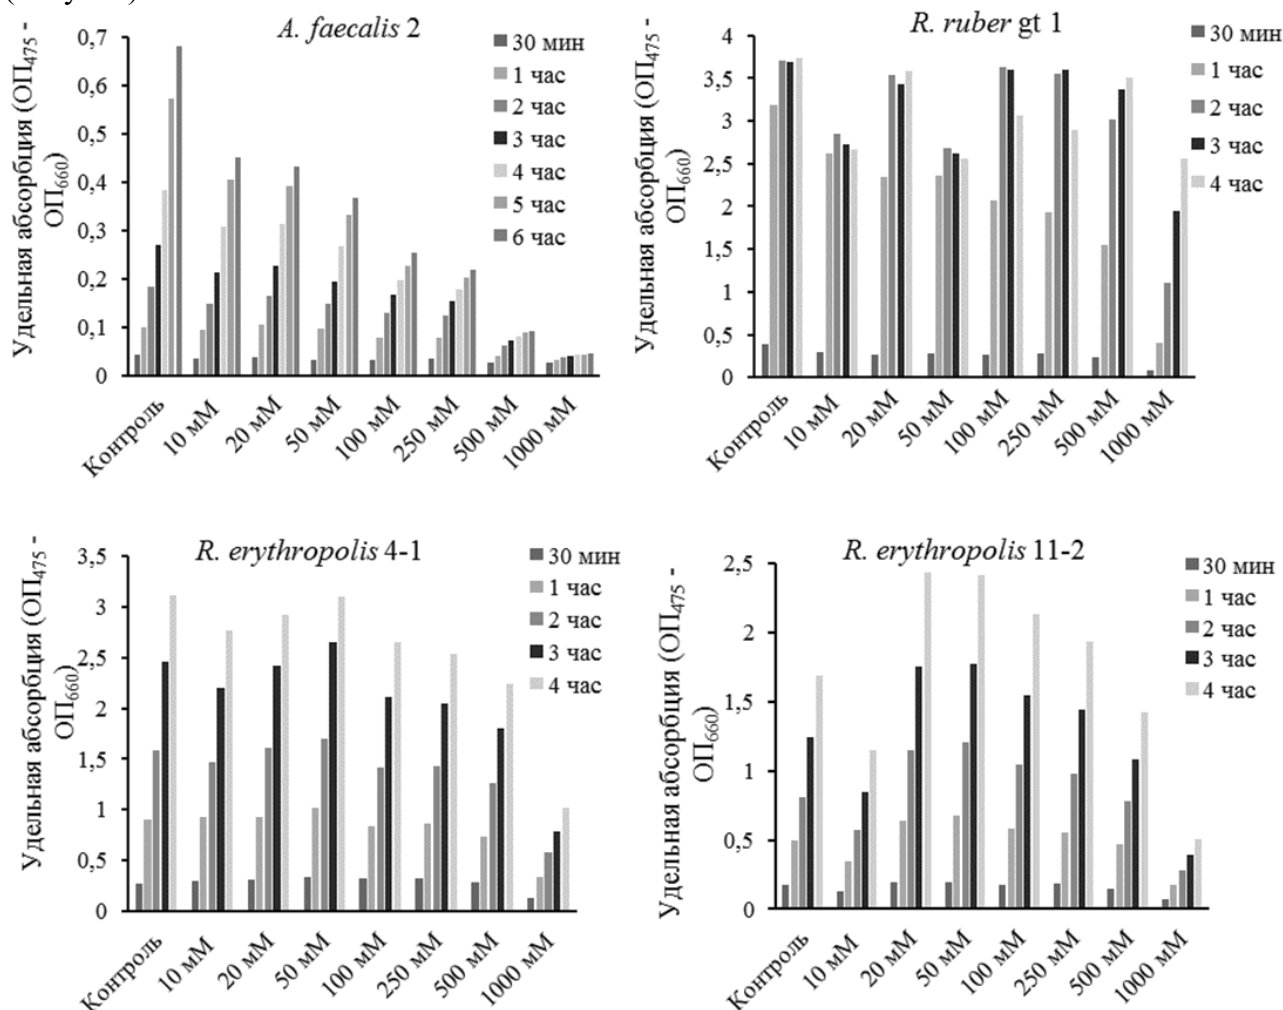 A. faecalis 2
Удельная абсорбция (ОП475 -
ОП660)
0,7
0,6
0,5
0,4
0,3
0,2
0,1
0
30 мин
1 час
2 час
3 час
4 час
5 час
6 час
Контроль
10 мМ
20 мМ
50 мМ
100 мМ
250 мМ
500 мМ
1000 мМ
R. ruber gt 1
Удельная абсорбция (ОП475 -
ОП660)
4
3,5
3
2,5
2
1,5
1
0,5
0
30 мин
1 час
2 час
3 час
4 час
Контроль
10 мМ
20 мМ
50 мМ
100 мМ
250 мМ
500 мМ
1000 мМ
R. erythropolis 4-1
Удельная абсорбция (ОП475 -
ОП660)
3,5
3
2,5
2
1,5
1
0,5
0
30 мин
1 час
2 час
3 час
4 час
Контроль
10 мМ
20 мМ
50 мМ
100 мМ
250 мМ
500 мМ
1000 мМ
R. erythropolis 11-2
Удельная абсорбция (ОП475 -
ОП660)
2,5
2
1,5
1
0,5
0
30 мин
1 час
2 час
3 час
4 час
Контроль
10 мМ
20 мМ
50 мМ
100 мМ
250 мМ
500 мМ
1000 мМ